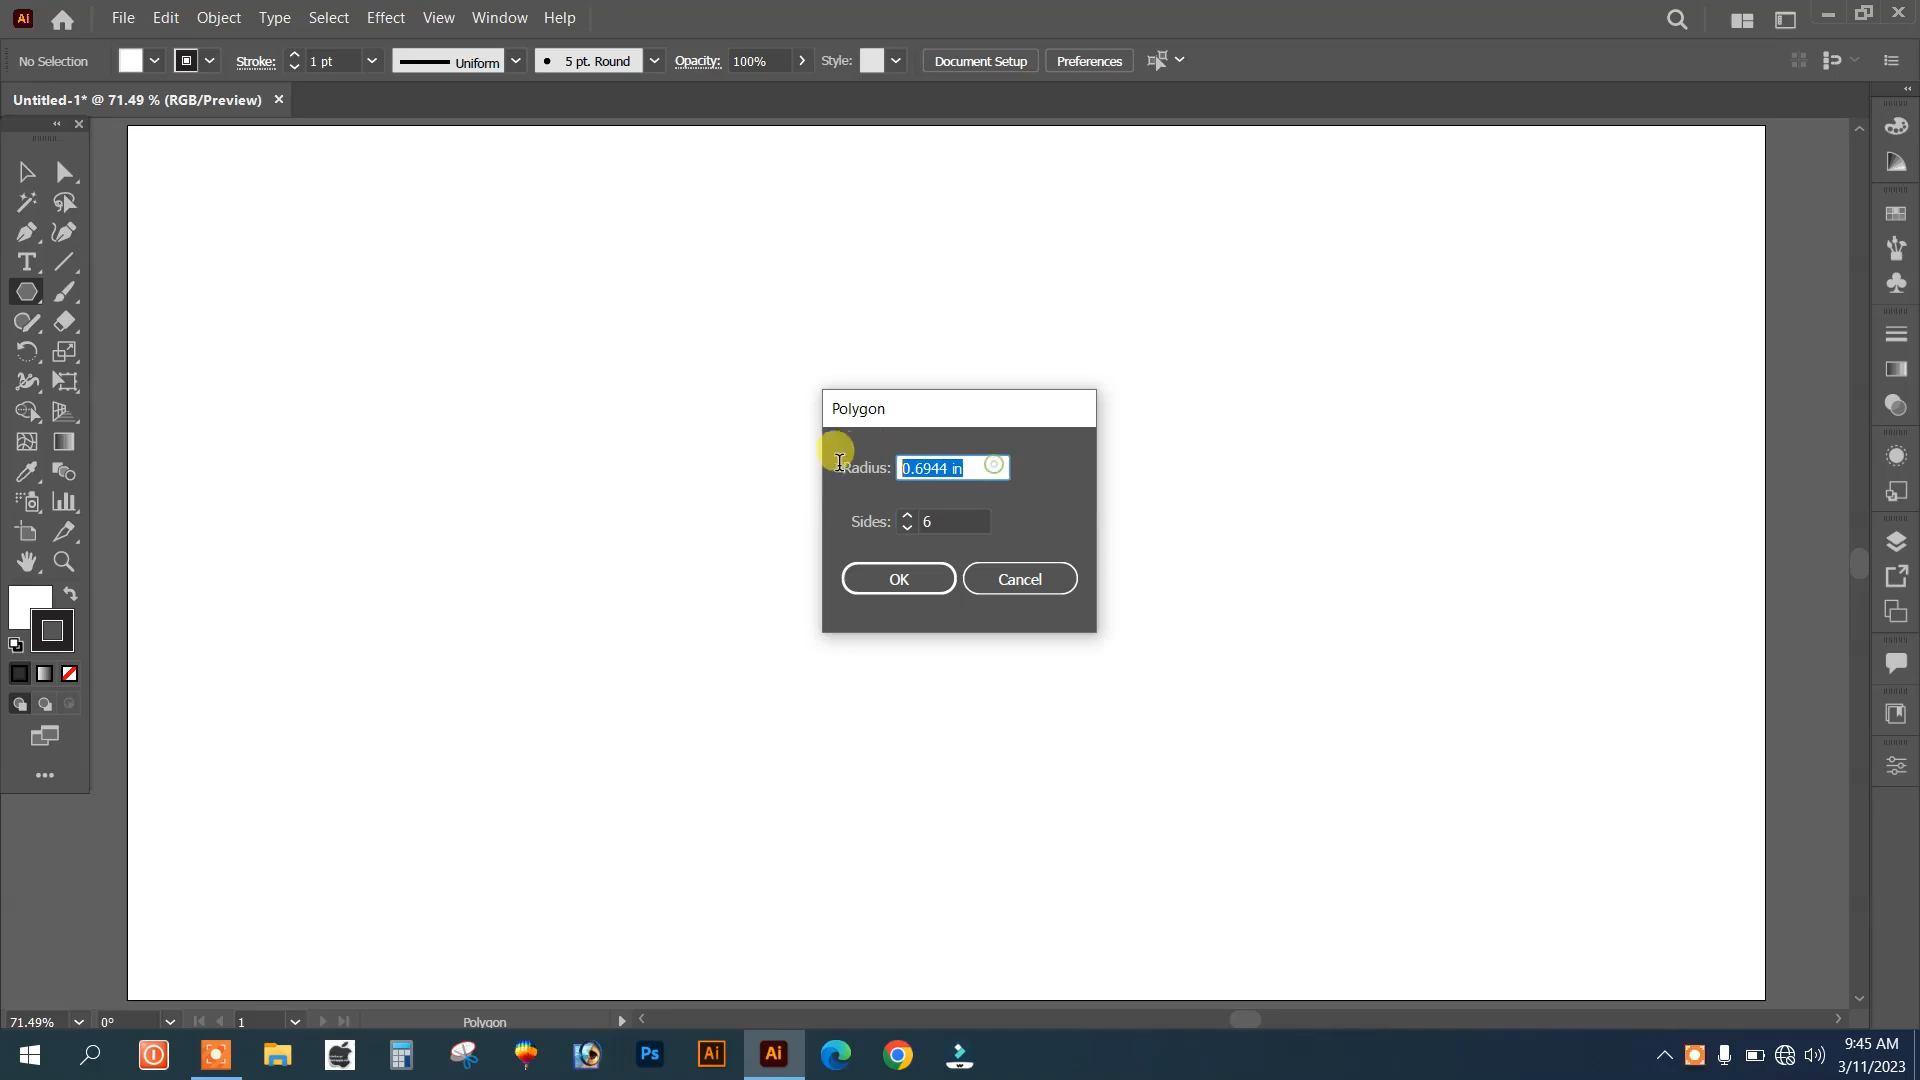 Ai File Edit Object Type Select Effect View Window Help
No Selection Stroke: 1 pt Uniform 5 pt. Round Opacity: 100% Style: Document Setup Preferences
Untitled-1* @ 71.49 % (RGB/Preview)
Polygon
Radius: 0.6944 in
Sides: 6
OK Cancel
71.49% 0° 1 Polygon
Ps Ai Ai
9:45 AM
3/11/2023